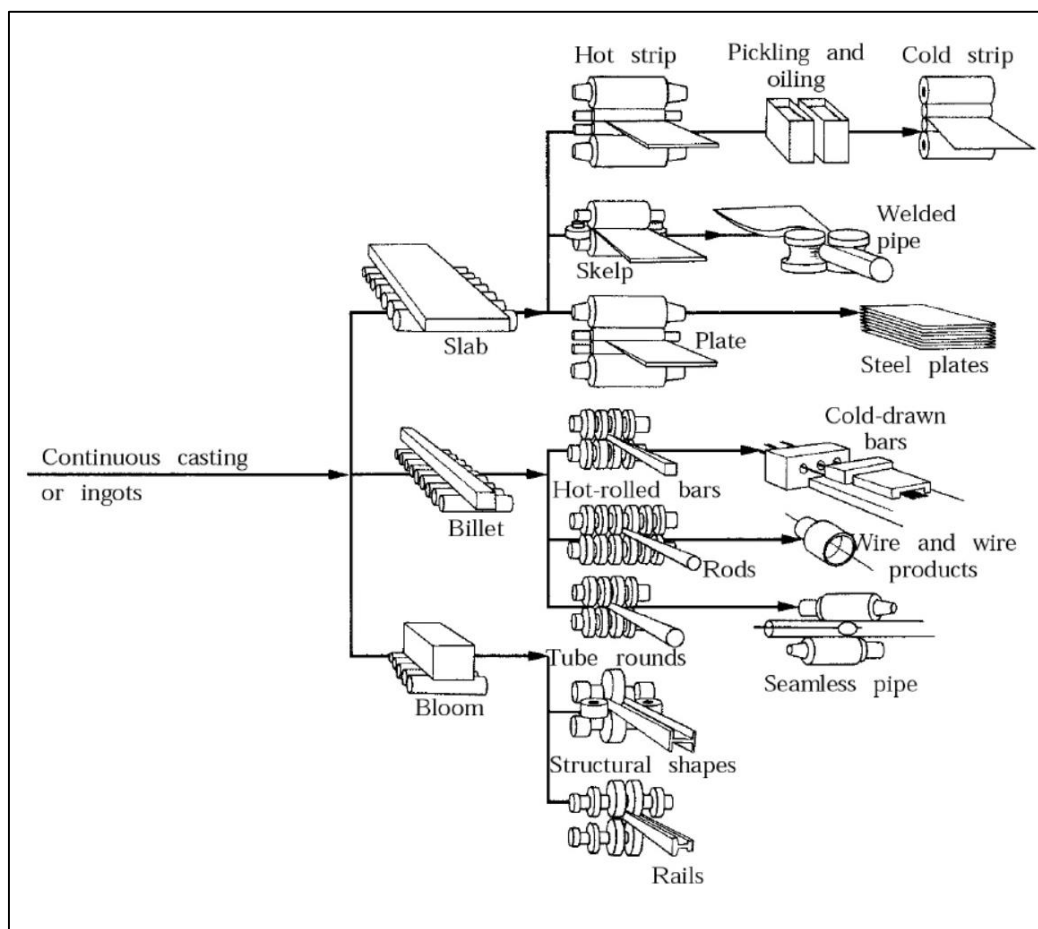 Hot strip
Pickling and
oiling
Cold strip
Skelp
Welded
pipe
Slab
Plate
Steel plates
Continuous casting
or ingots
Billet
Hot-rolled bars
Cold-drawn
bars
Rods
Wire and wire
products
Tube rounds
Seamless pipe
Bloom
Structural shapes
Rails